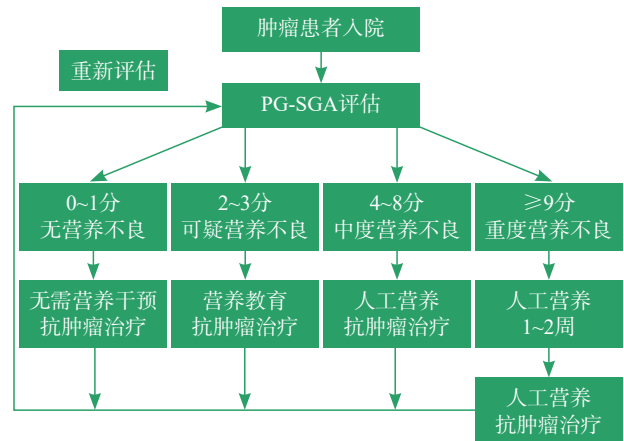 肿瘤患者入院
重新评估
PG-SGA评估
0~1分
无营养不良
2~3分
可疑营养不良
4~8分
中度营养不良
≥9分
重度营养不良
无需营养干预
抗肿瘤治疗
营养教育
抗肿瘤治疗
人工营养
抗肿瘤治疗
人工营养
1~2周
人工营养
抗肿瘤治疗